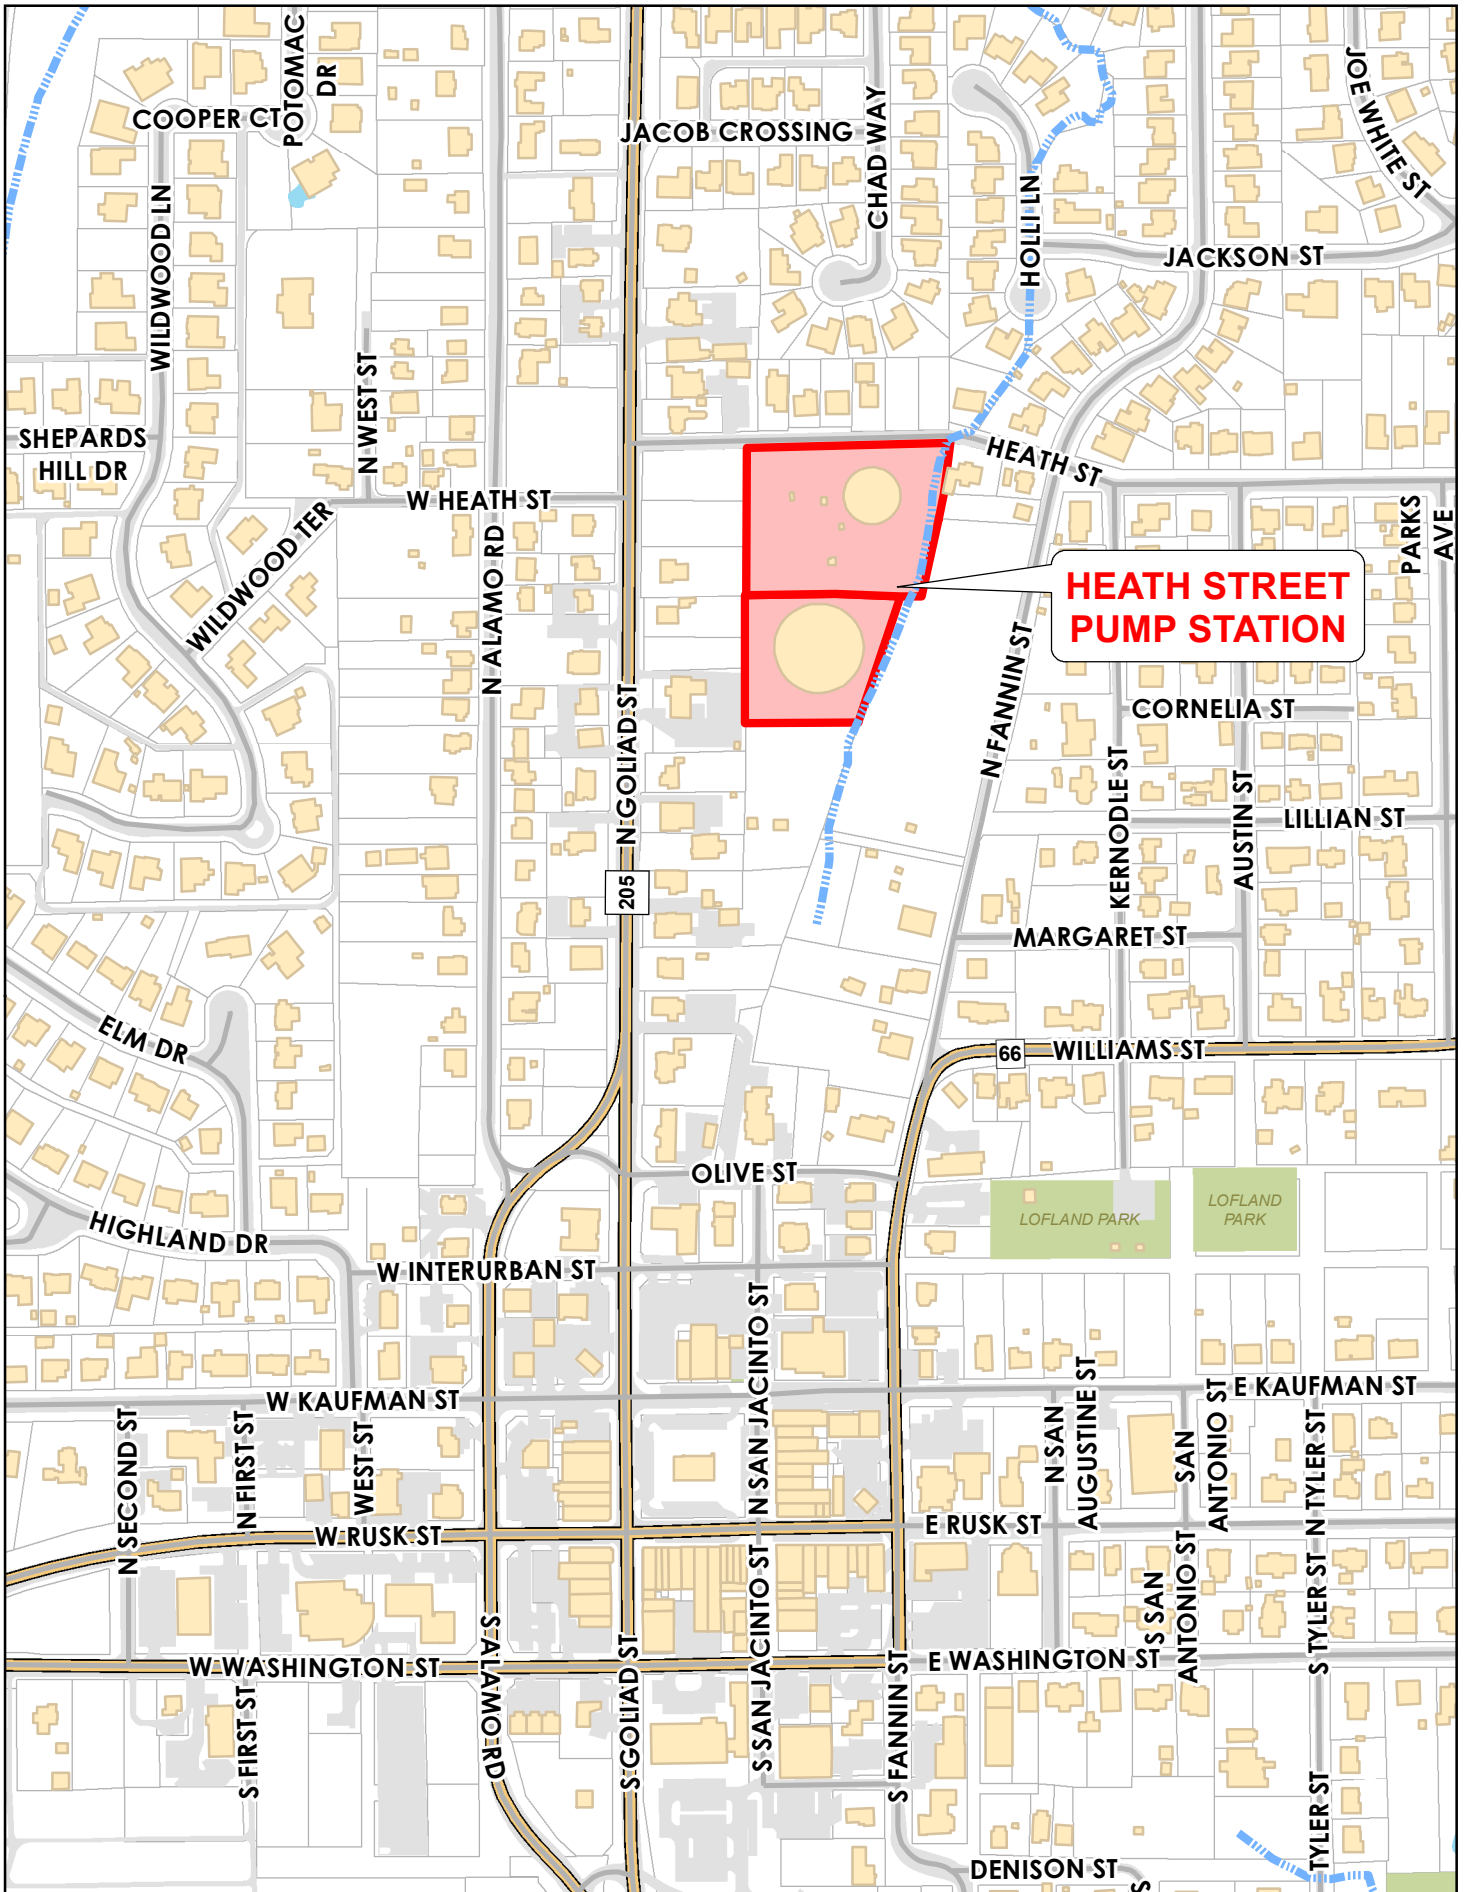 POTOMAC
DR
COOPER CT
JACOB CROSSING
CHAD WAY
JOE WHITE ST
WILDWOOD LN
HOLLI LN
JACKSON ST
N WEST ST
SHEPARDS
HILL DR
HEATH ST
W HEATH ST
WILDWOOD TER
N ALAMO RD
PARKS
AVE
HEATH STREET
PUMP STATION
N FANNIN ST
N GOLIAD ST
CORNELIA ST
KERNODLE ST
AUSTIN ST
LILLIAN ST
205
MARGARET ST
ELM DR
66
WILLIAMS ST
OLIVE ST
LOFLAND PARK
LOFLAND
PARK
HIGHLAND DR
W INTERURBAN ST
N SAN JACINTO ST
W KAUFMAN ST
E KAUFMAN ST
N SECOND ST
N FIRST ST
WEST ST
N SAN
AUGUSTINE ST
SAN
ANTONIO ST
N TYLER ST
W RUSK ST
E RUSK ST
S SAN
ANTONIO ST
S TYLER ST
S ALAMO RD
S GOLIAD ST
S SAN JACINTO ST
S FANNIN ST
W WASHINGTON ST
E WASHINGTON ST
S FIRST ST
TYLER ST
DENISON ST
S